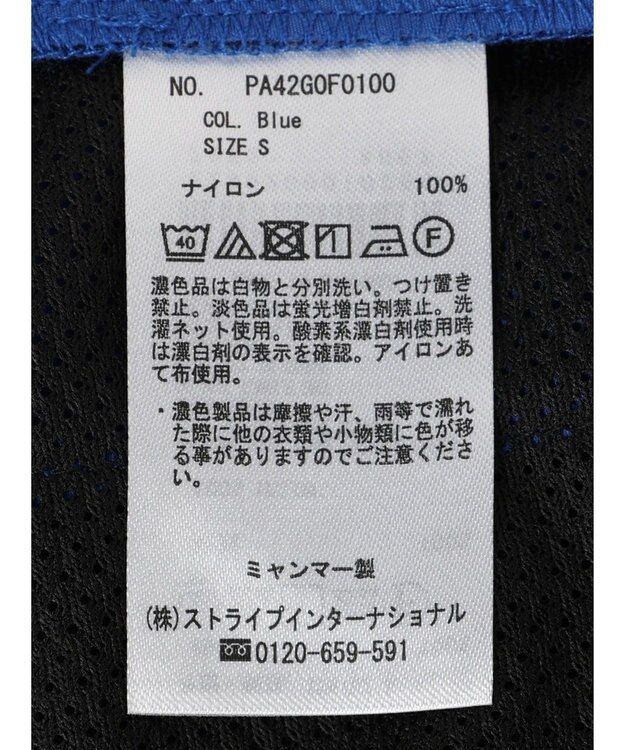 NO. PA42G0F0100
COL. Blue
SIZE S
ナイロン 100%
40 F
濃色品は白物と分別洗い。つけ置き
禁止。淡色品は蛍光増白剤禁止。洗
濯ネット使用。酸素系漂白剤使用時
は漂白剤の表示を確認。アイロンあ
て布使用。
・濃色製品は摩擦や汗、雨等で濡れ
た際に他の衣類や小物類に色が移
る事がありますのでご注意くださ
い。
ミャンマー製
(株)ストライプインターナショナル
0120-659-591